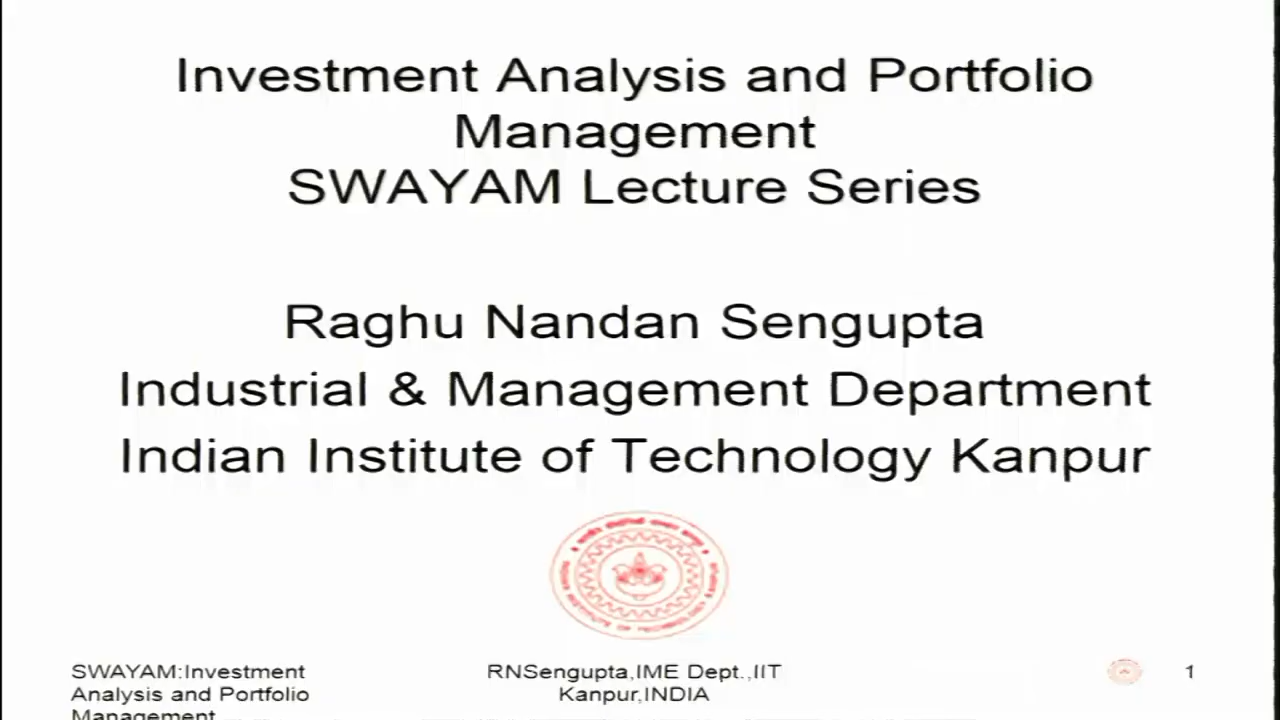 Investment Analysis and Portfolio
Management
SWAYAM Lecture Series
Raghu Nandan Sengupta
Industrial & Management Department
Indian Institute of Technology Kanpur
SWAYAM:Investment
Analysis and Portfolio
Management
RNSengupta,IME Dept.,IIT
Kanpur,INDIA
1